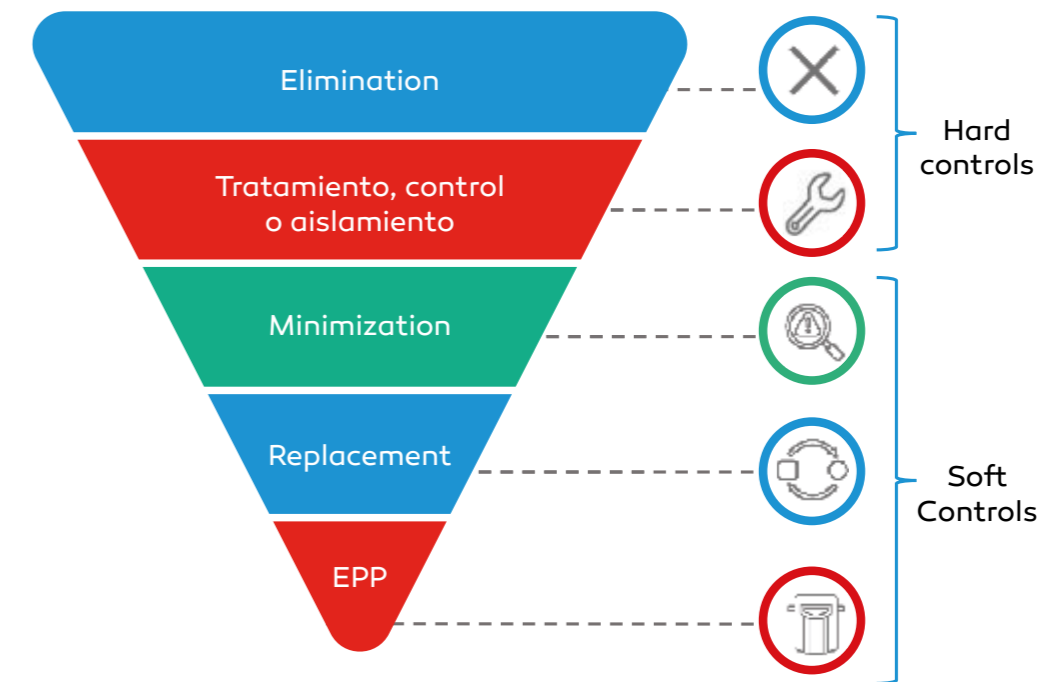 Elimination
Hard
controls
Tratamiento, control
o aislamiento
Minimization
Replacement
Soft
Controls
EPP